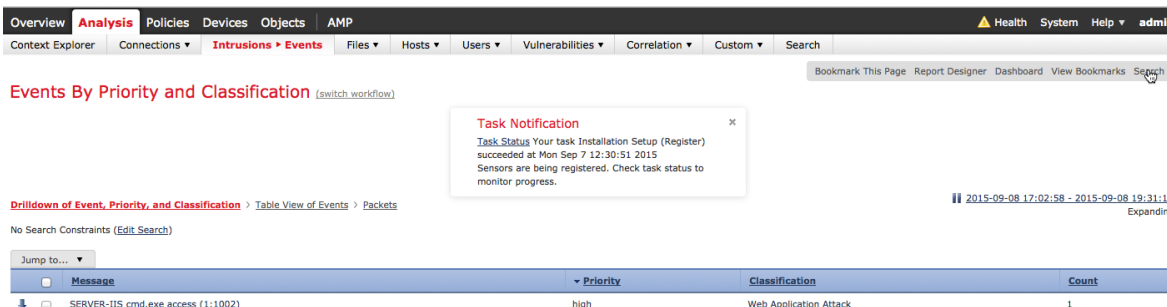 Overview Analysis Policies Devices Objects AMP Health System Help ▾
Context Explorer Connections ▾ Intrusions ▸ Events Files ▾ Hosts ▾ Users ▾ Vulnerabilities ▾ Correlation ▾ Custom ▾ Search
Bookmark This Page Report Designer Dashboard View Bookmarks Search
Events By Priority and Classification (switch workflow)
Task Notification ×
Task Status Your task Installation Setup (Register)
succeeded at Mon Sep 7 12:30:51 2015
Sensors are being registered. Check task status to
monitor progress.
Drilldown of Event, Priority, and Classification > Table View of Events > Packets 2015-09-08 17:02:58 - 2015-09-08 19:31:1
Expandin
No Search Constraints (Edit Search)
Jump to... ▼
Message ▾ Priority Classification Count
SERVER-IIS cmd.exe access (1:1002) high Web Application Attack 1